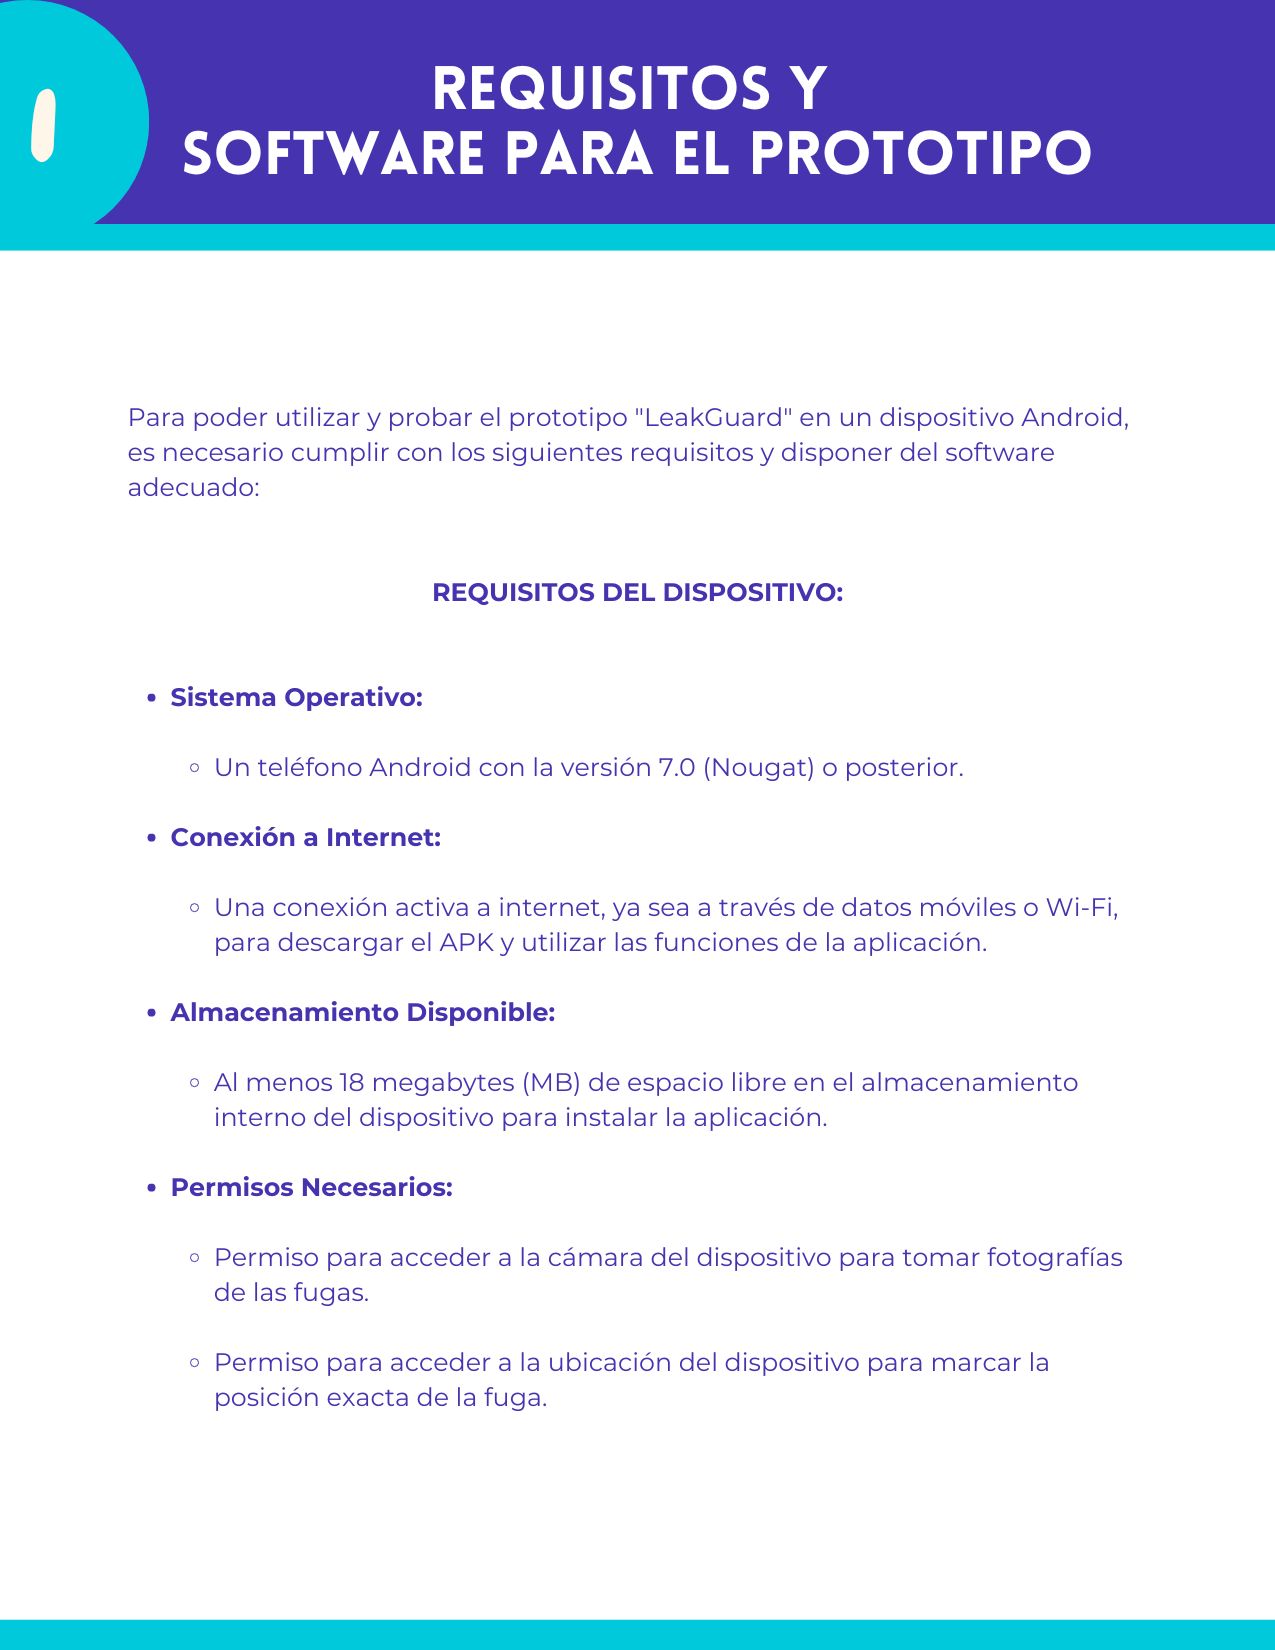 1
REQUISITOS Y
SOFTWARE PARA EL PROTOTIPO
Para poder utilizar y probar el prototipo "LeakGuard" en un dispositivo Android,
es necesario cumplir con los siguientes requisitos y disponer del software
adecuado:
REQUISITOS DEL DISPOSITIVO:
• Sistema Operativo:
◦ Un teléfono Android con la versión 7.0 (Nougat) o posterior.
• Conexión a Internet:
◦ Una conexión activa a internet, ya sea a través de datos móviles o Wi-Fi,
para descargar el APK y utilizar las funciones de la aplicación.
• Almacenamiento Disponible:
◦ Al menos 18 megabytes (MB) de espacio libre en el almacenamiento
interno del dispositivo para instalar la aplicación.
• Permisos Necesarios:
◦ Permiso para acceder a la cámara del dispositivo para tomar fotografías
de las fugas.
◦ Permiso para acceder a la ubicación del dispositivo para marcar la
posición exacta de la fuga.